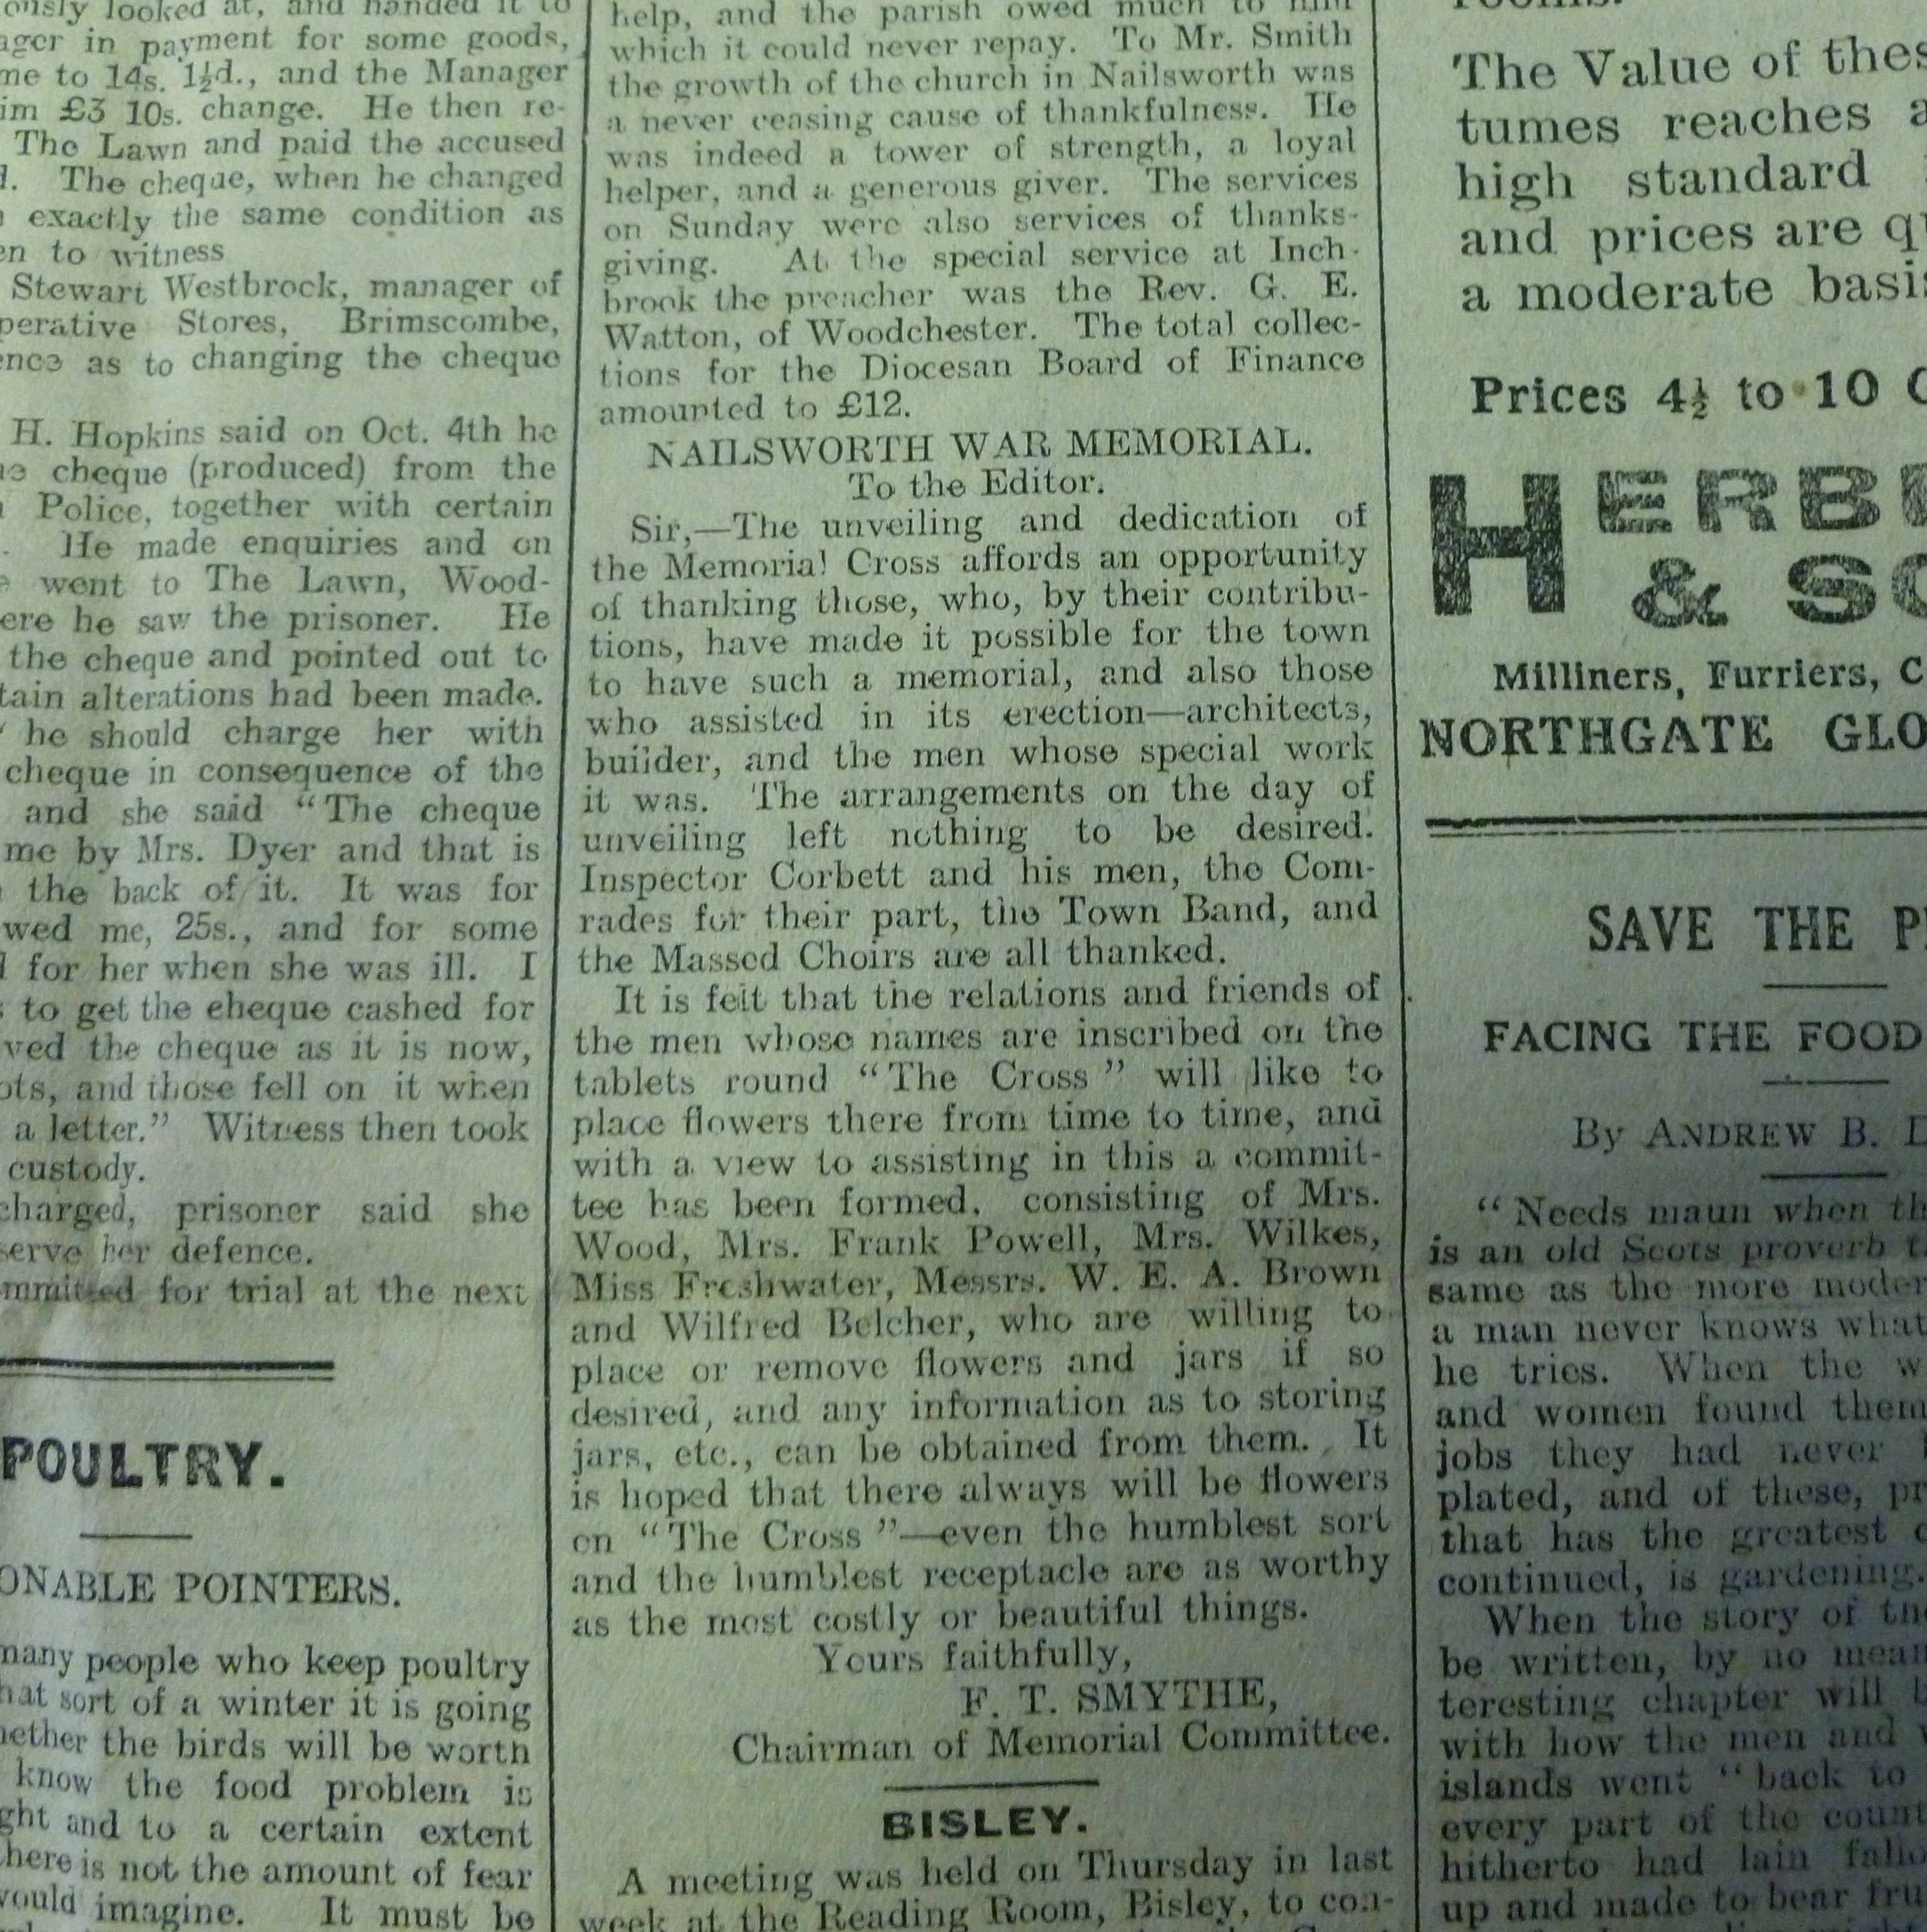 looked at, and handed it to
in payment for some goods,
me to 14s. 1½d., and the Manager
im £3 10s. change. He then re-
The Lawn and paid the accused
The cheque, when he changed
exactly the same condition as
en to witness
Stewart Westbrock, manager of
perative Stores, Brimscombe,
ence as to changing the cheque
H. Hopkins said on Oct. 4th he
cheque (produced) from the
Police, together with certain
He made enquiries and on
went to The Lawn, Wood-
ere he saw the prisoner. He
the cheque and pointed out to
tain alterations had been made.
he should charge her with
cheque in consequence of the
and she said "The cheque
me by Mrs. Dyer and that is
the back of it. It was for
wed me, 25s., and for some
for her when she was ill. I
to get the eheque cashed for
ved the cheque as it is now,
ots, and those fell on it when
a letter." Witness then took
custody.
charged, prisoner said she
serve her defence.
mmitted for trial at the next
POULTRY.
ONABLE POINTERS.
many people who keep poultry
hat sort of a winter it is going
hether the birds will be worth
know the food problem is
ght and to a certain extent
there is not the amount of fear
would imagine. It must be
help, and the parish owed much to him
which it could never repay. To Mr. Smith
the growth of the church in Nailsworth was
a never ceasing cause of thankfulness. He
was indeed a tower of strength, a loyal
helper, and a generous giver. The services
on Sunday were also services of thanks-
giving. At the special service at Inch-
brook the preacher was the Rev. G. E.
Watton, of Woodchester. The total collec-
tions for the Diocesan Board of Finance
amounted to £12.
NAILSWORTH WAR MEMORIAL.
To the Editor.
Sir,—The unveiling and dedication of
the Memorial Cross affords an opportunity
of thanking those, who, by their contribu-
tions, have made it possible for the town
to have such a memorial, and also those
who assisted in its erection—architects,
builder, and the men whose special work
it was. The arrangements on the day of
unveiling left nothing to be desired.
Inspector Corbett and his men, the Com-
rades for their part, the Town Band, and
the Massed Choirs are all thanked.
It is felt that the relations and friends of
the men whose names are inscribed on the
tablets round "The Cross" will like to
place flowers there from time to time, and
with a view to assisting in this a commit-
tee has been formed, consisting of Mrs.
Wood, Mrs. Frank Powell, Mrs. Wilkes,
Miss Freshwater, Messrs. W. E. A. Brown
and Wilfred Belcher, who are willing to
place or remove flowers and jars if so
desired, and any information as to storing
jars, etc., can be obtained from them. It
is hoped that there always will be flowers
on "The Cross"—even the humblest sort
and the humblest receptacle are as worthy
as the most costly or beautiful things.
Yours faithfully,
F. T. SMYTHE,
Chairman of Memorial Committee.
BISLEY.
A meeting was held on Thursday in last
week at the Reading Room, Bisley, to con-
rooms.
The Value of thes
tumes reaches a
high standard
and prices are qu
a moderate basis
Prices 4½ to 10 G
HERB
& SO
Milliners, Furriers, C
NORTHGATE GLO
SAVE THE P
FACING THE FOOD
By ANDREW B.
"Needs maun when th
is an old Scots proverb t
same as the more moder
a man never knows what
he tries. When the w
and women found them
jobs they had never
plated, and of these, pr
that has the greatest c
continued, is gardening.
When the story of the
be written, by no mean
teresting chapter will b
with how the men and w
islands went "back to
every part of the count
hitherto had lain fallo
up and made to bear fru